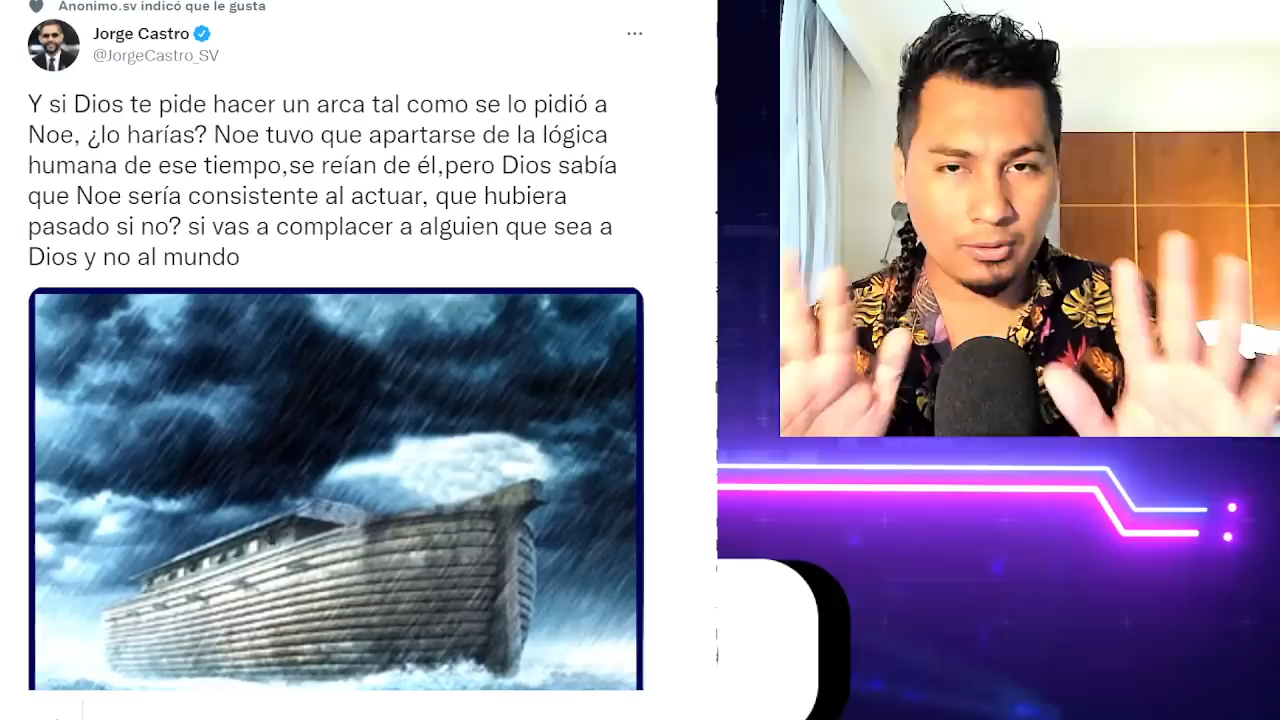 Anonimo.sv indicó que le gusta
Jorge Castro
@JorgeCastro_SV
Y si Dios te pide hacer un arca tal como se lo pidió a
Noe, ¿lo harías? Noe tuvo que apartarse de la lógica
humana de ese tiempo,se reían de él,pero Dios sabía
que Noe sería consistente al actuar, que hubiera
pasado si no? si vas a complacer a alguien que sea a
Dios y no al mundo